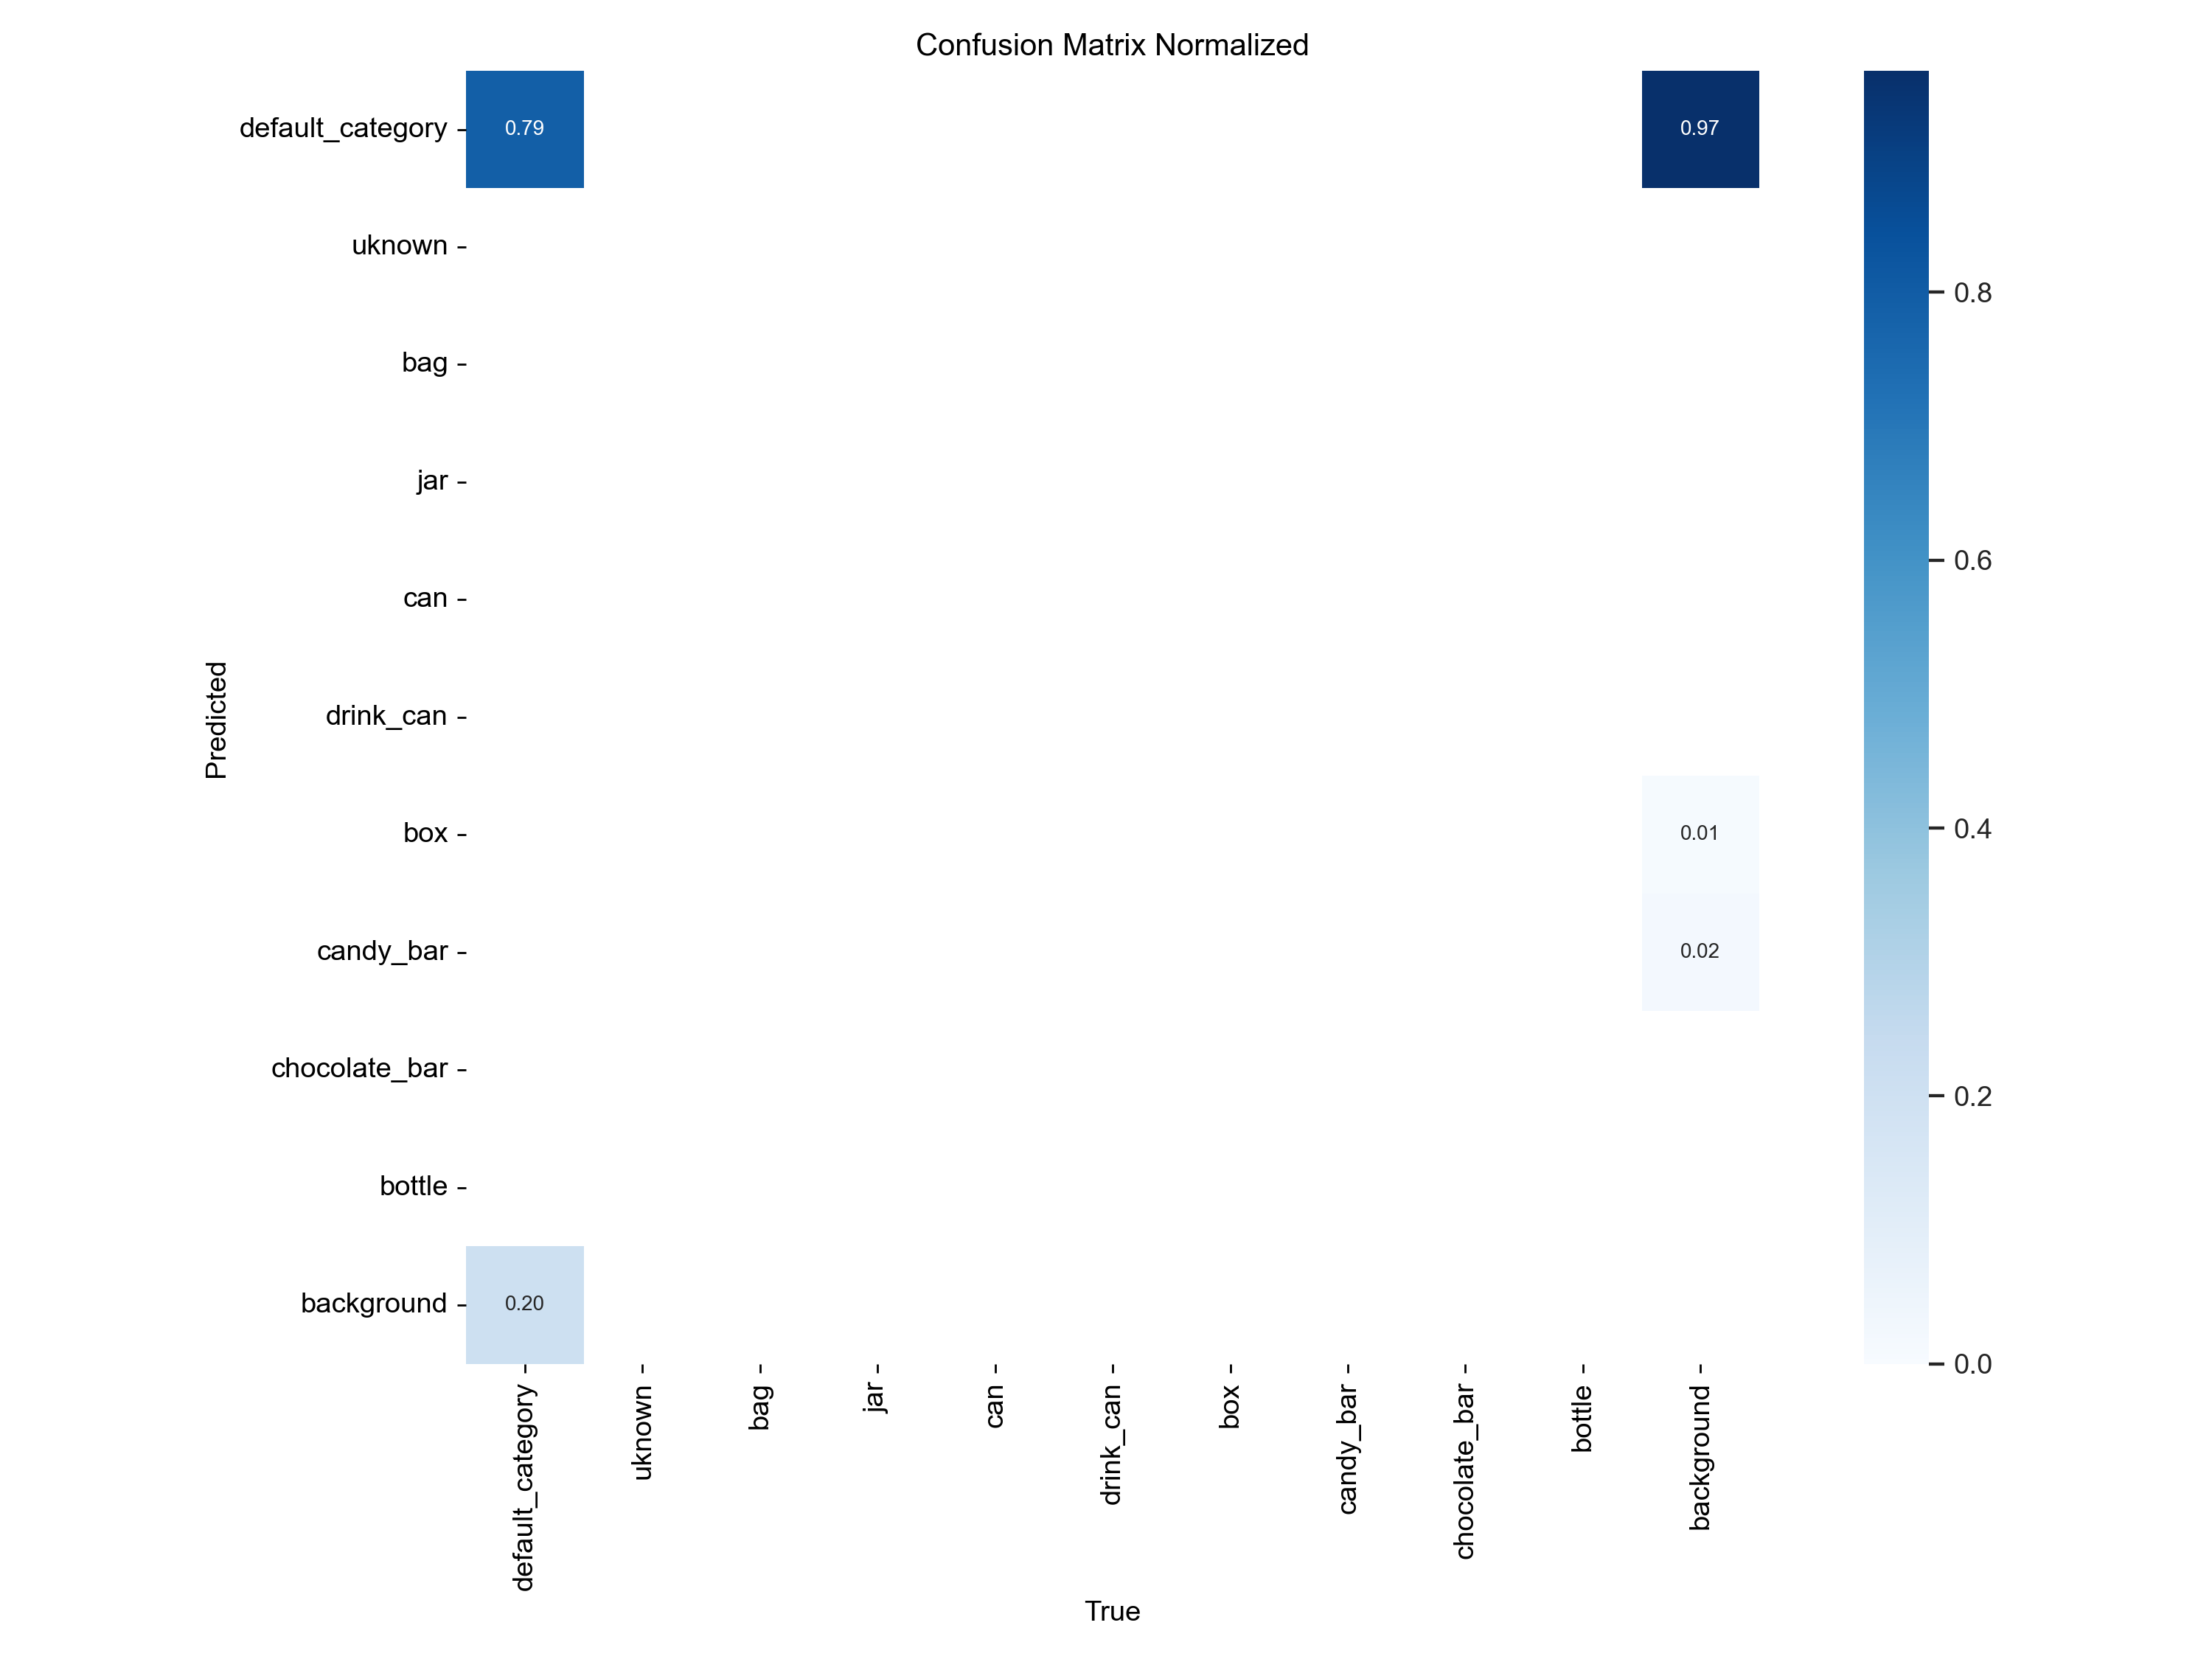 Confusion Matrix Normalized
default_category
0.79
0.97
uknown
bag
jar
can
drink_can
box
0.01
candy_bar
0.02
chocolate_bar
bottle
background
0.20
Predicted
default_category
uknown
bag
jar
can
drink_can
box
candy_bar
chocolate_bar
bottle
background
True
0.8
0.6
0.4
0.2
0.0